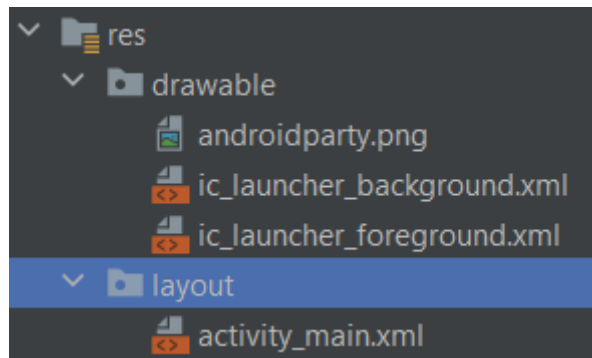 res
drawable
androidparty.png
ic_launcher_background.xml
ic_launcher_foreground.xml
layout
activity_main.xml